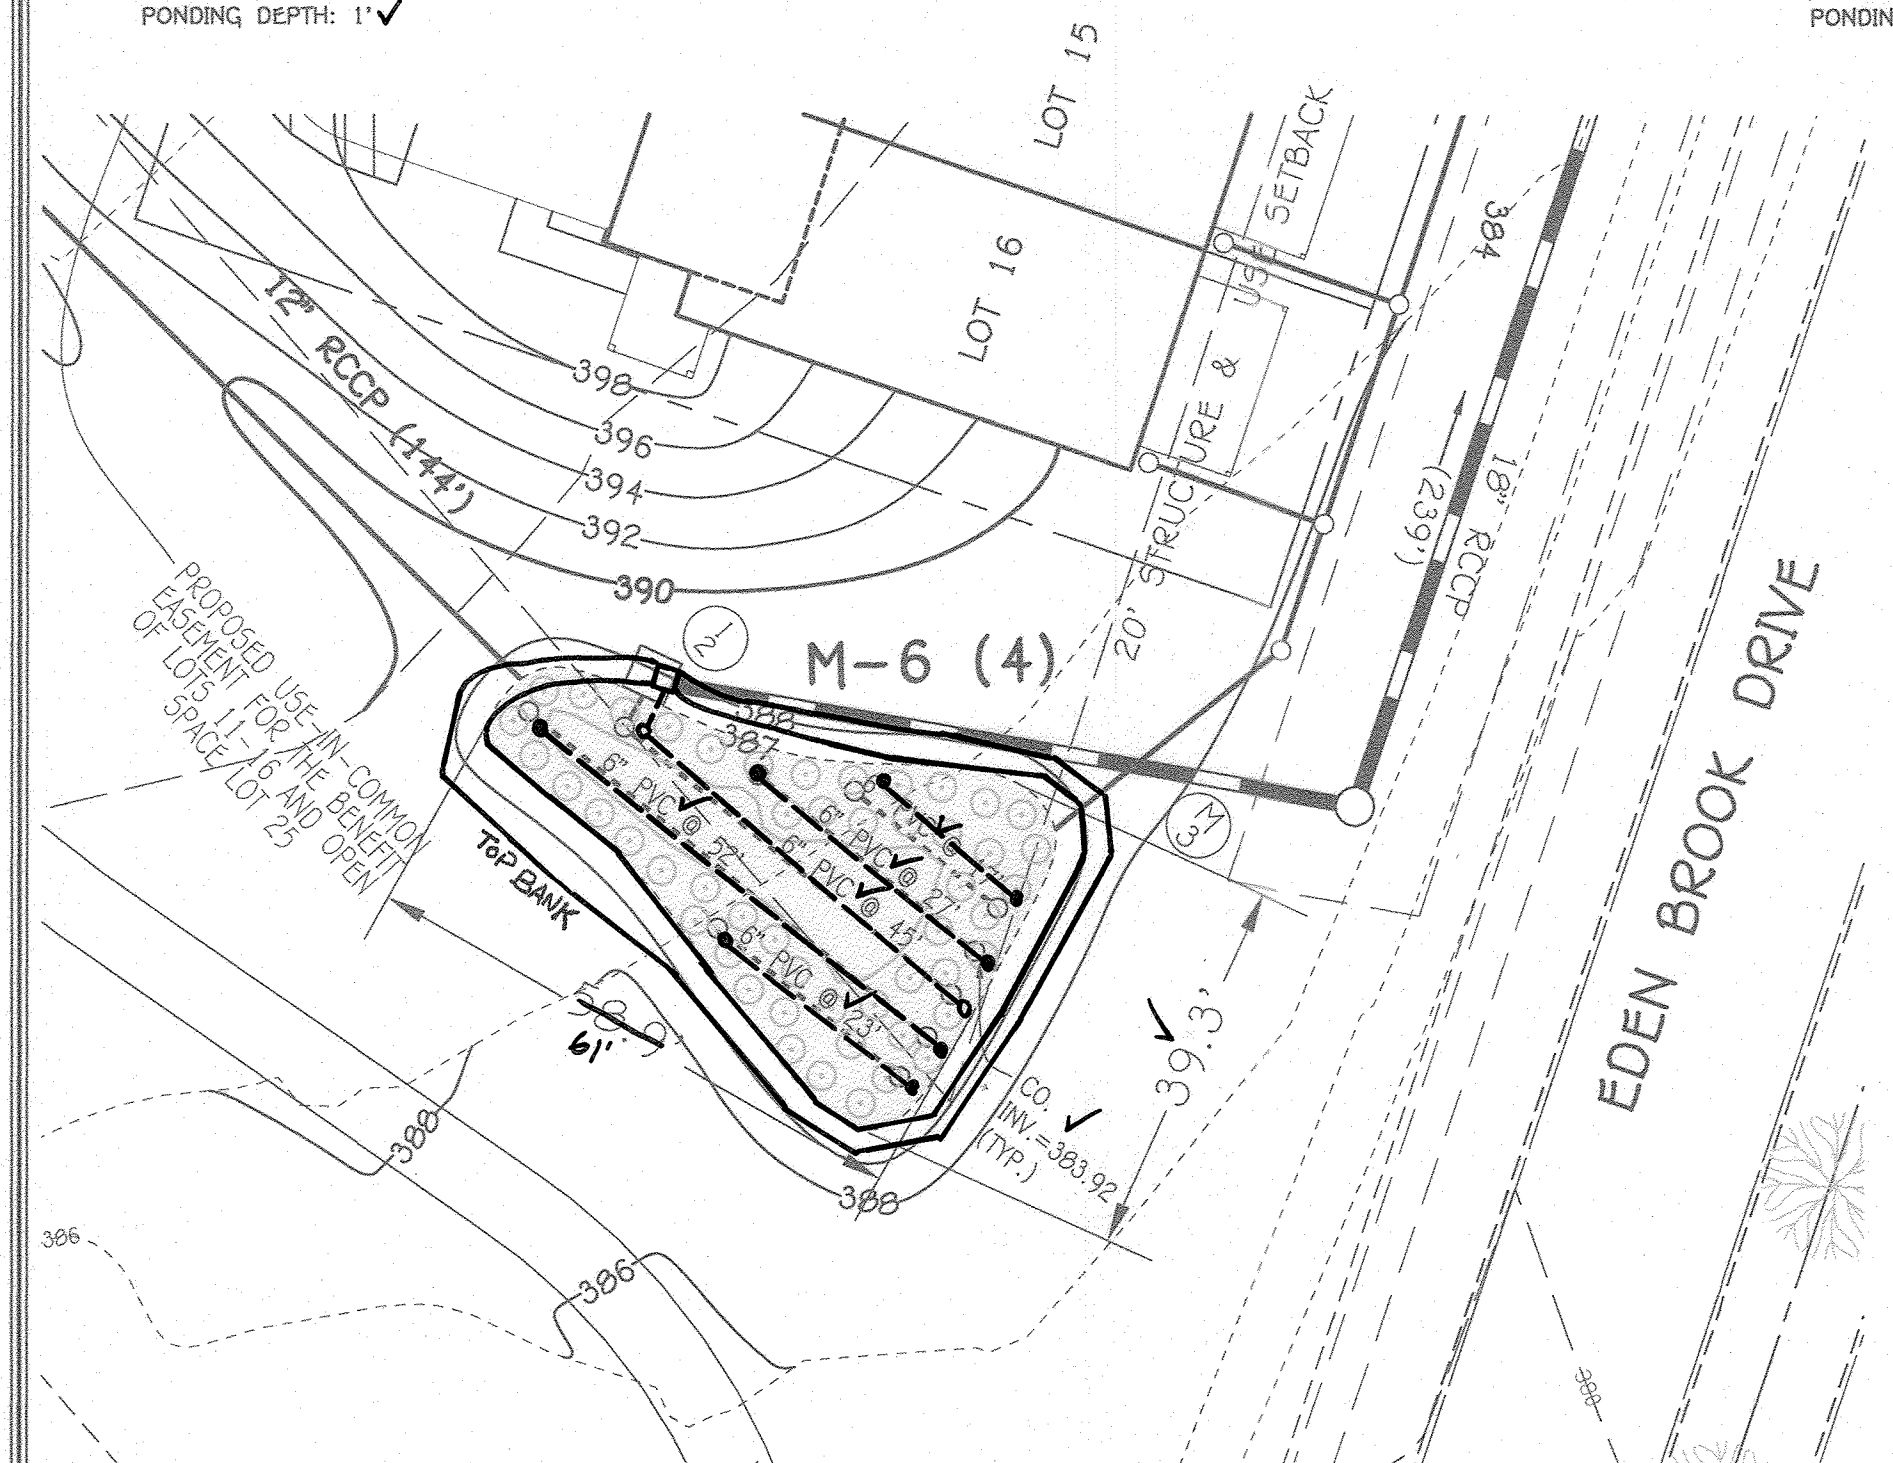 PONDING DEPTH: 1' ✓
PONDIN
LOT 15
LOT 16
20' STRUCTURE & USE SETBACK
384
12" RCCP (144')
398
396
394
392
390
18" RCCP
(239')
PROPOSED USE-IN-COMMON
EASEMENT FOR THE BENEFIT
OF LOTS 11-16 AND OPEN
SPACE LOT 25
I
2
M-6 (4)
388
387
M
3
6" PVC @ 52'
6" PVC @ 27'
6" PVC @ 45'
6" PVC @ 23'
TOP BANK
61'
39.3'
CO.
INV.=383.92
(TYP.)
388
388
386
386
380
EDEN BROOK DRIVE